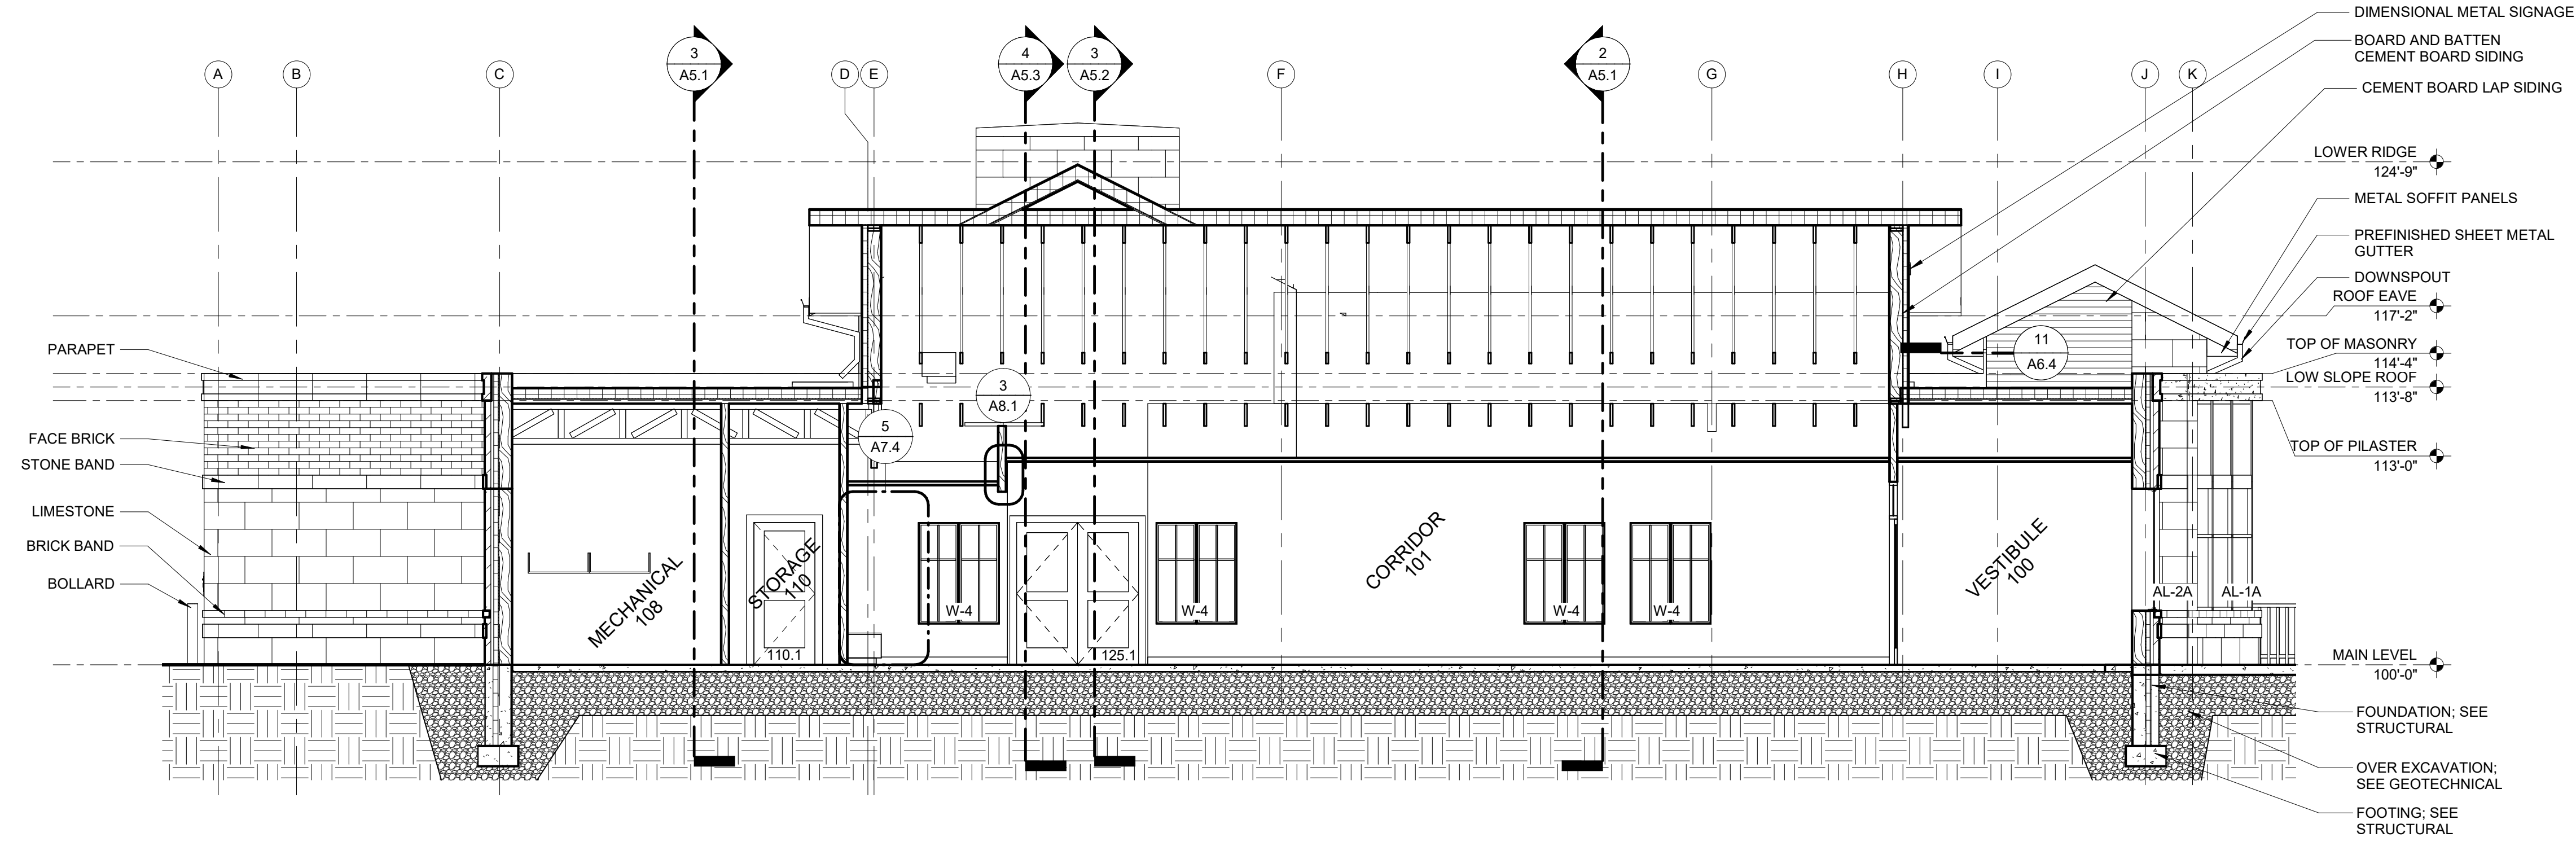 DIMENSIONAL METAL SIGNAGE
BOARD AND BATTEN
CEMENT BOARD SIDING
CEMENT BOARD LAP SIDING
3
A5.1
4
A5.3
3
A5.2
2
A5.1
A
B
C
D
E
F
G
H
I
J
K
LOWER RIDGE
124'-9"
METAL SOFFIT PANELS
PREFINISHED SHEET METAL
GUTTER
DOWNSPOUT
ROOF EAVE
117'-2"
TOP OF MASONRY
114'-4"
LOW SLOPE ROOF
113'-8"
TOP OF PILASTER
113'-0"
11
A6.4
3
A8.1
5
A7.4
PARAPET
FACE BRICK
STONE BAND
LIMESTONE
BRICK BAND
BOLLARD
MECHANICAL
108
STORAGE
110
110.1
W-4
125.1
W-4
CORRIDOR
101
W-4
W-4
VESTIBULE
100
AL-2A
AL-1A
MAIN LEVEL
100'-0"
FOUNDATION; SEE
STRUCTURAL
OVER EXCAVATION;
SEE GEOTECHNICAL
FOOTING; SEE
STRUCTURAL